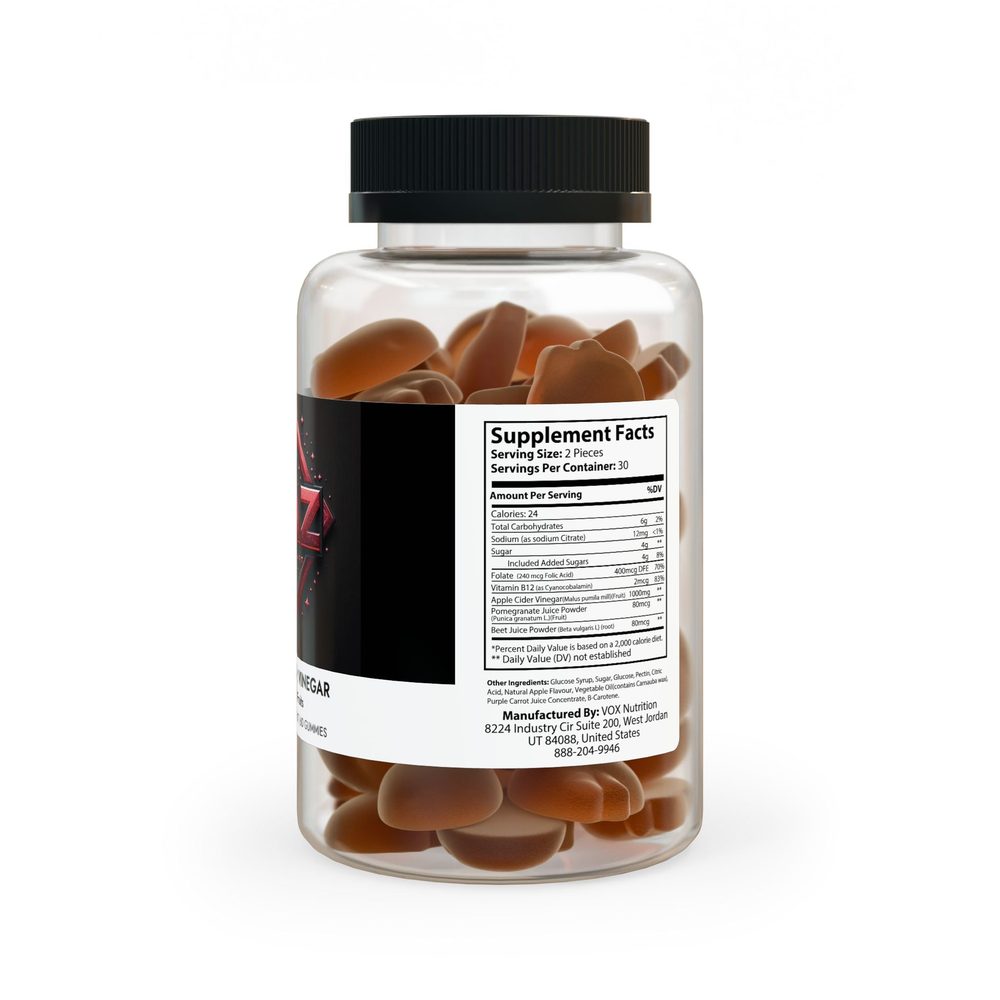 Z
VINEGAR
Fruits
60 GUMMIES
Supplement Facts
Serving Size: 2 Pieces
Servings Per Container: 30
Amount Per Serving %DV
Calories: 24
Total Carbohydrates 6g 2%
Sodium (as sodium Citrate) 12mg <1%
Sugar 4g **
Included Added Sugars 4g 8%
Folate (240 mcg Folic Acid) 400mcg DFE 70%
Vitamin B12 (as Cyanocobalamin) 2mcg 83%
Apple Cider Vinegar(Malus pumila mill)(Fruit) 1000mg **
Pomegranate Juice Powder 80mcg **
(Punica granatum L.)(Fruit)
Beet Juice Powder (Beta vulgaris L) (root) 80mcg **
*Percent Daily Value is based on a 2,000 calorie diet.
** Daily Value (DV) not established
Other Ingredients: Glucose Syrup, Sugar, Glucose, Pectin, Citric
Acid, Natural Apple Flavour, Vegetable Oil(contains Carnauba wax),
Purple Carrot Juice Concentrate, ß-Carotene.
Manufactured By: VOX Nutrition
8224 Industry Cir Suite 200, West Jordan
UT 84088, United States
888-204-9946